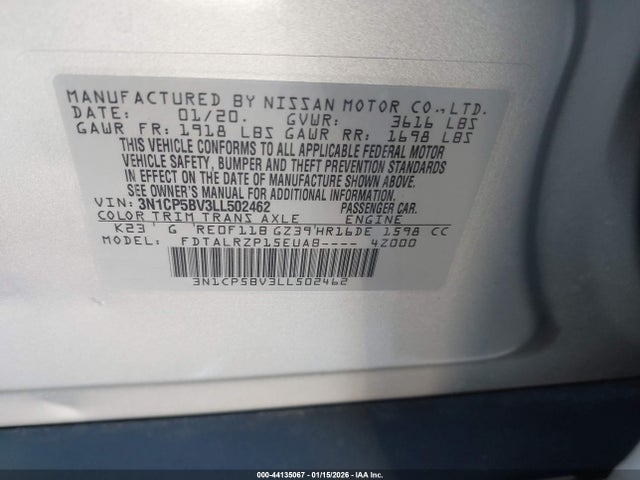 MANUFACTURED BY NISSAN MOTOR CO.,LTD.
DATE: 01/20. GVWR: 3616 LBS
GAWR FR: 1918 LBS GAWR RR: 1698 LBS
THIS VEHICLE CONFORMS TO ALL APPLICABLE FEDERAL MOTOR
VEHICLE SAFETY, BUMPER AND THEFT PREVENTION STANDARDS
IN EFFECT ON THE DATE OF MANUFACTURE SHOWN ABOVE.
SEE OWNER'S MANUAL FOR ADDITIONAL INFORMATION.
VIN: 3N1CP5BV3LL502462 PASSENGER CAR.
COLOR TRIM TRANS AXLE ENGINE
K23 G RE0F11B GZ39 HR16DE 1598 CC
MODEL: FDTALRZP15EUAB---- 4Z000
3N1CP5BV3LL502462
000-44135067 - 01/15/2026 - IAA Inc.